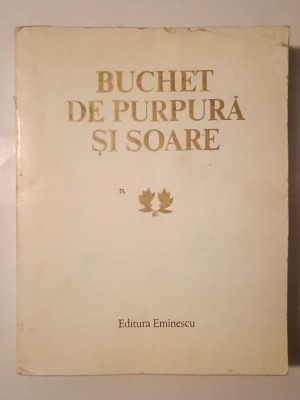 BUCHET
DE PURPURĂ
ȘI SOARE
Editura Eminescu